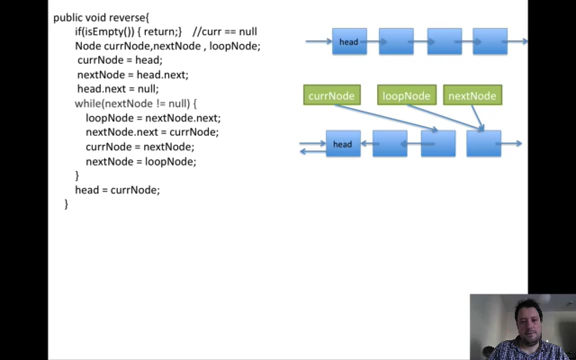 public void reverse{
if(isEmpty()) { return;} //curr == null
Node currNode,nextNode , loopNode;
currNode = head;
nextNode = head.next;
head.next = null;
while(nextNode != null) {
loopNode = nextNode.next;
nextNode.next = currNode;
currNode = nextNode;
nextNode = loopNode;
}
head = currNode;
}
head
currNode loopNode nextNode
head